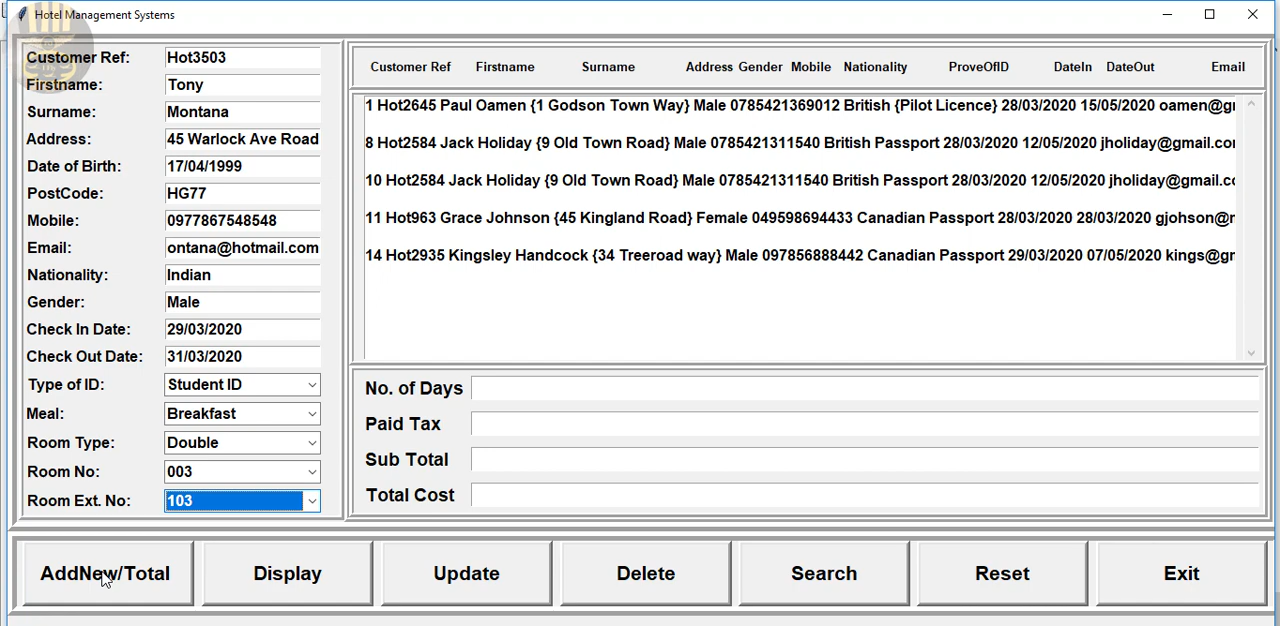 Hotel Management Systems
Customer Ref: Hot3503
Firstname: Tony
Surname: Montana
Address: 45 Warlock Ave Road
Date of Birth: 17/04/1999
PostCode: HG77
Mobile: 0977867548548
Email: ontana@hotmail.com
Nationality: Indian
Gender: Male
Check In Date: 29/03/2020
Check Out Date: 31/03/2020
Type of ID: Student ID
Meal: Breakfast
Room Type: Double
Room No: 003
Room Ext. No: 103
Customer Ref Firstname Surname Address Gender Mobile Nationality ProveOfID DateIn DateOut Email
1 Hot2645 Paul Oamen {1 Godson Town Way} Male 0785421369012 British {Pilot Licence} 28/03/2020 15/05/2020 oamen@g
8 Hot2584 Jack Holiday {9 Old Town Road} Male 0785421311540 British Passport 28/03/2020 12/05/2020 jholiday@gmail.co
10 Hot2584 Jack Holiday {9 Old Town Road} Male 0785421311540 British Passport 28/03/2020 12/05/2020 jholiday@gmail.c
11 Hot963 Grace Johnson {45 Kingland Road} Female 049598694433 Canadian Passport 28/03/2020 28/03/2020 gjohson@
14 Hot2935 Kingsley Handcock {34 Treeroad way} Male 097856888442 Canadian Passport 29/03/2020 07/05/2020 kings@g
No. of Days
Paid Tax
Sub Total
Total Cost
AddNew/Total Display Update Delete Search Reset Exit